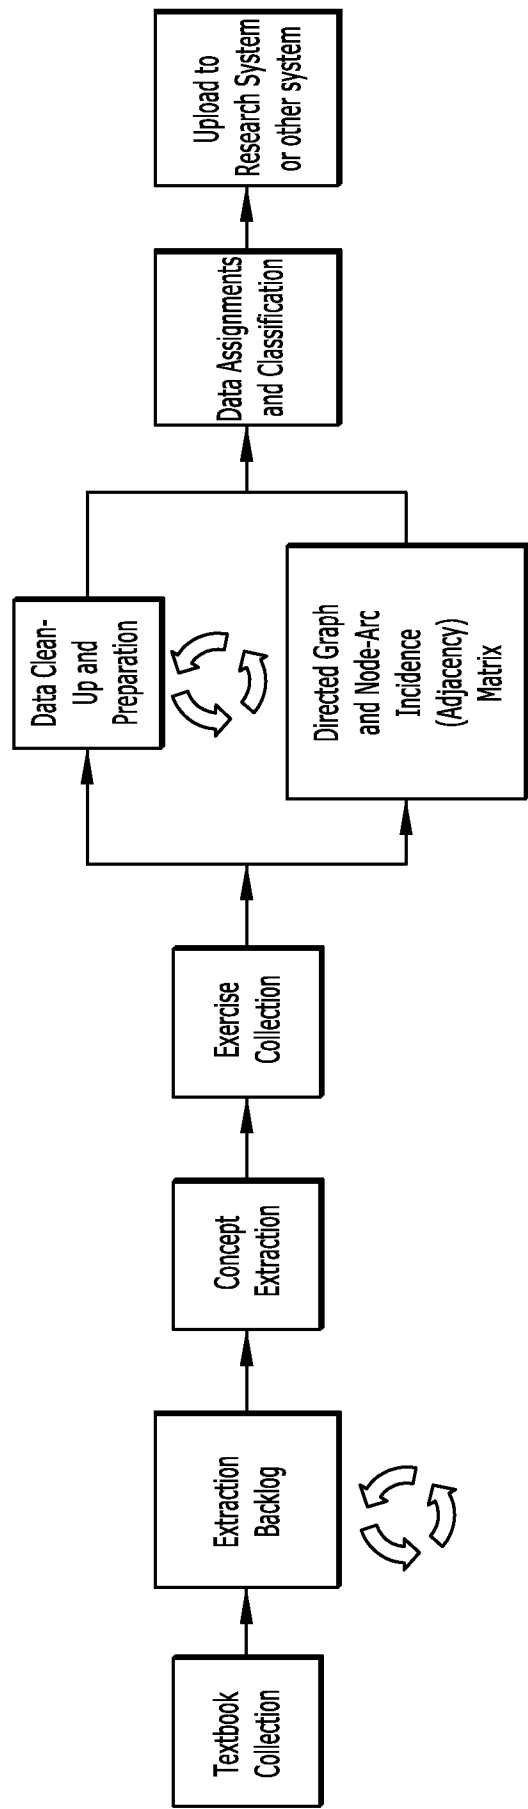 Textbook
Collection
Extraction
Backlog
Concept
Extraction
Exercise
Collection
Data Clean-
Up and
Preparation
Directed Graph
and Node-Arc
Incidence
(Adjacency)
Matrix
Data Assignments
and Classification
Upload to
Research System
or other system